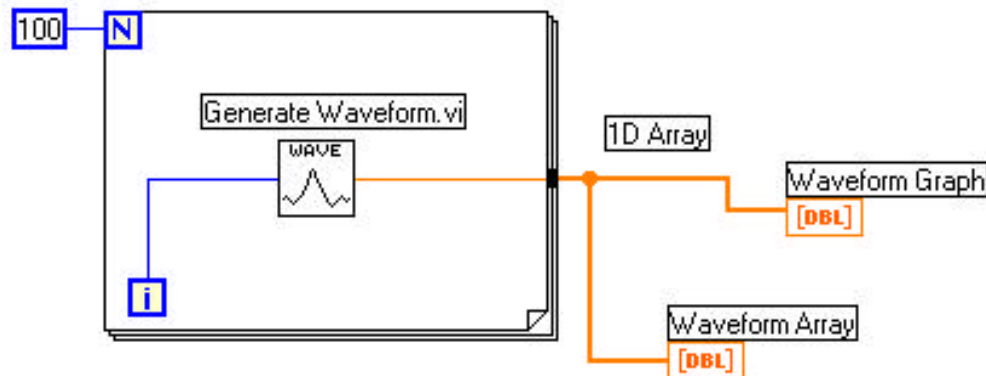 100
N
Generate Waveform.vi
WAVE
1D Array
Waveform Graph
[DBL]
i
Waveform Array
[DBL]